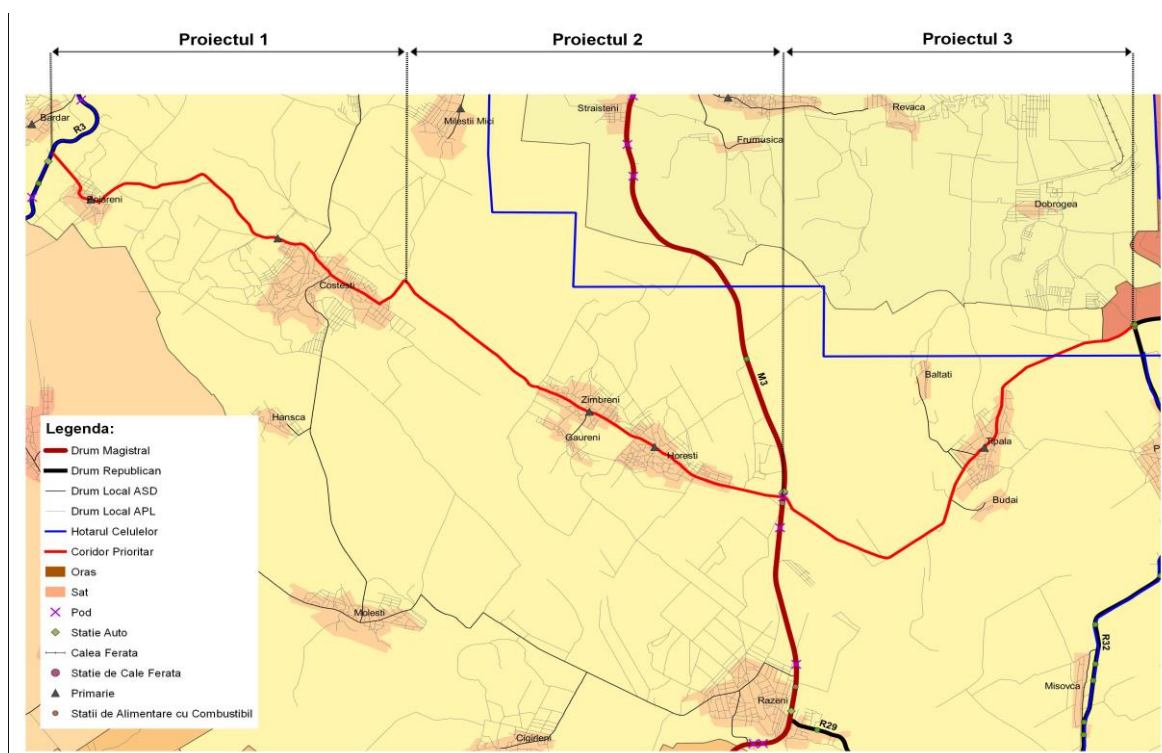 Proiectul 1
Proiectul 2
Proiectul 3
Bardar
R3
Milestii Mici
Straisteni
Frumusica
Revaca
Dobrogea
Costesti
M3
Baltati
Zimbreni
Hansca
Gaureni
Horesti
Tipala
Budai
Molesti
Razeni
R29
Misovca
R32
Cigirleni
P
Legenda:
Drum Magistral
Drum Republican
Drum Local ASD
Drum Local APL
Hotarul Celulelor
Coridor Prioritar
Oras
Sat
Pod
Statie Auto
Calea Ferata
Statie de Cale Ferata
Primarie
Statii de Alimentare cu Combustibil